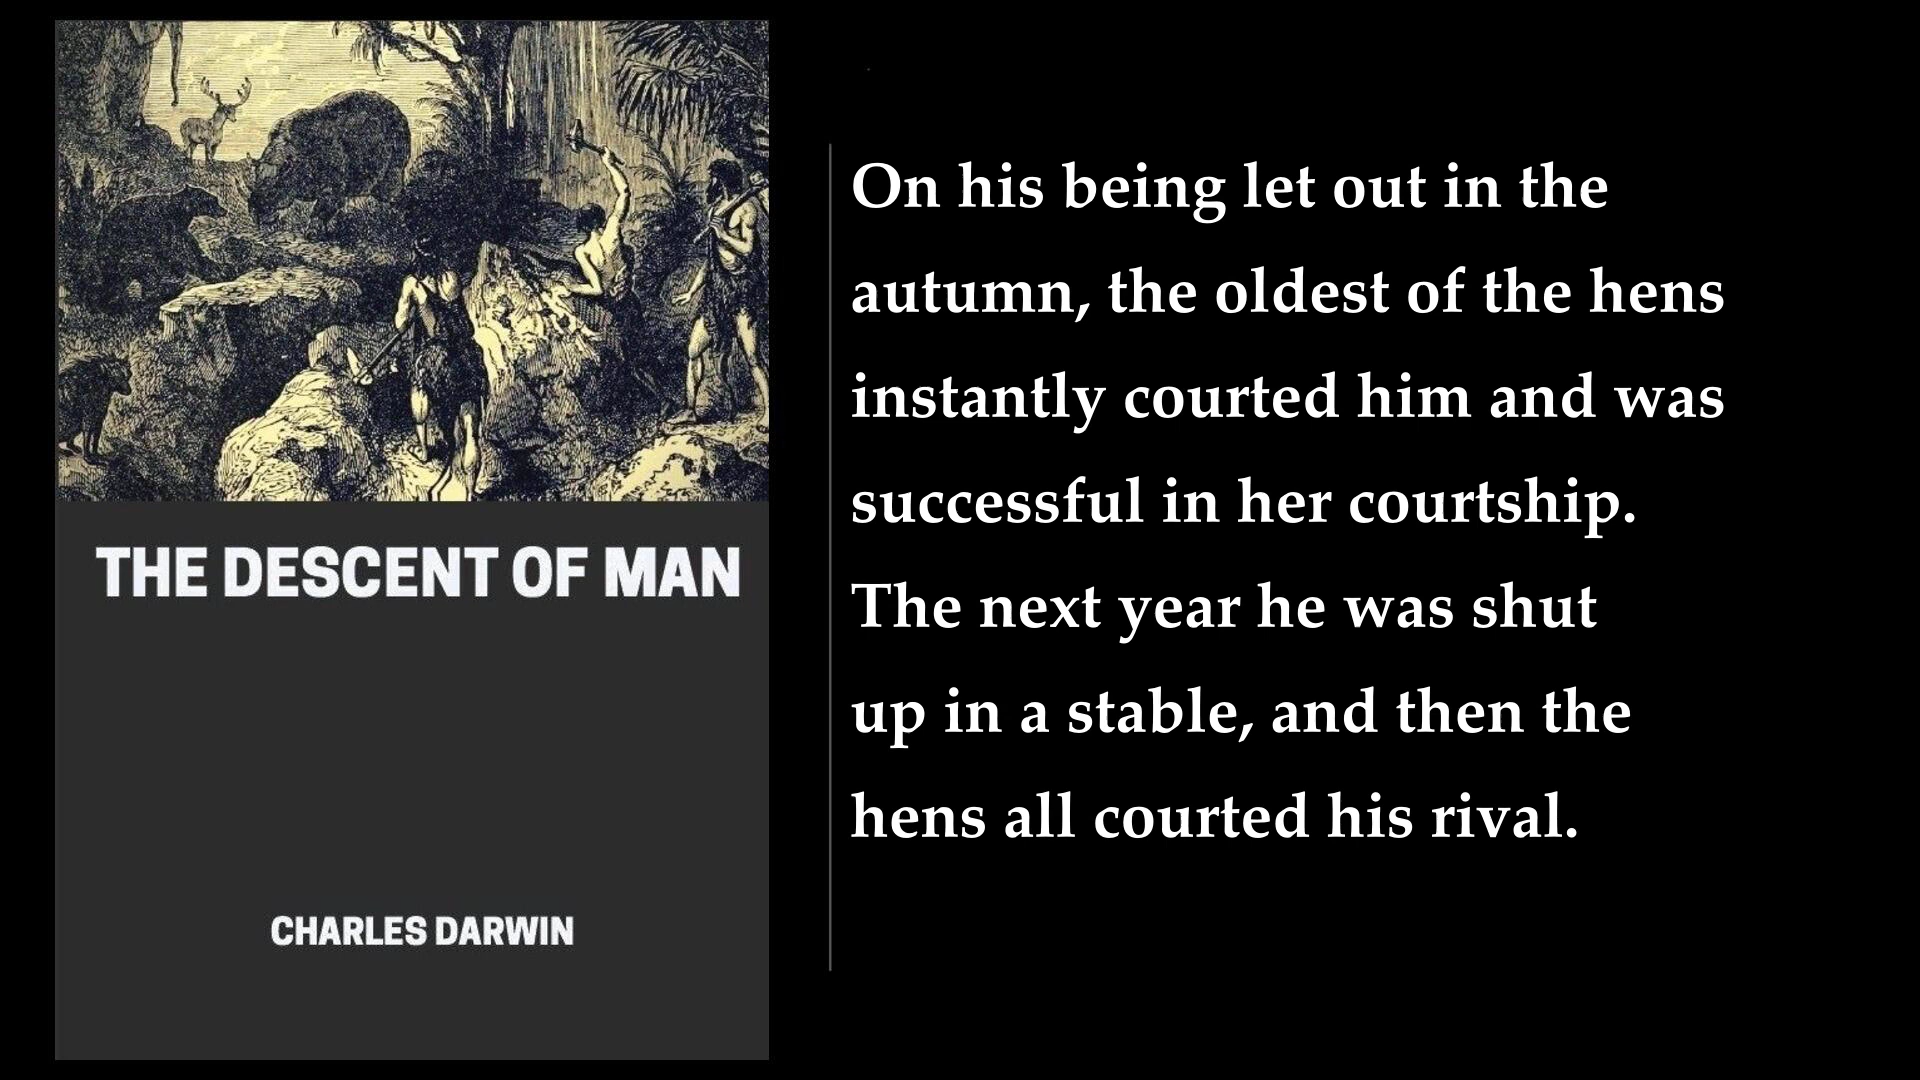 THE DESCENT OF MAN
CHARLES DARWIN
On his being let out in the
autumn, the oldest of the hens
instantly courted him and was
successful in her courtship.
The next year he was shut
up in a stable, and then the
hens all courted his rival.